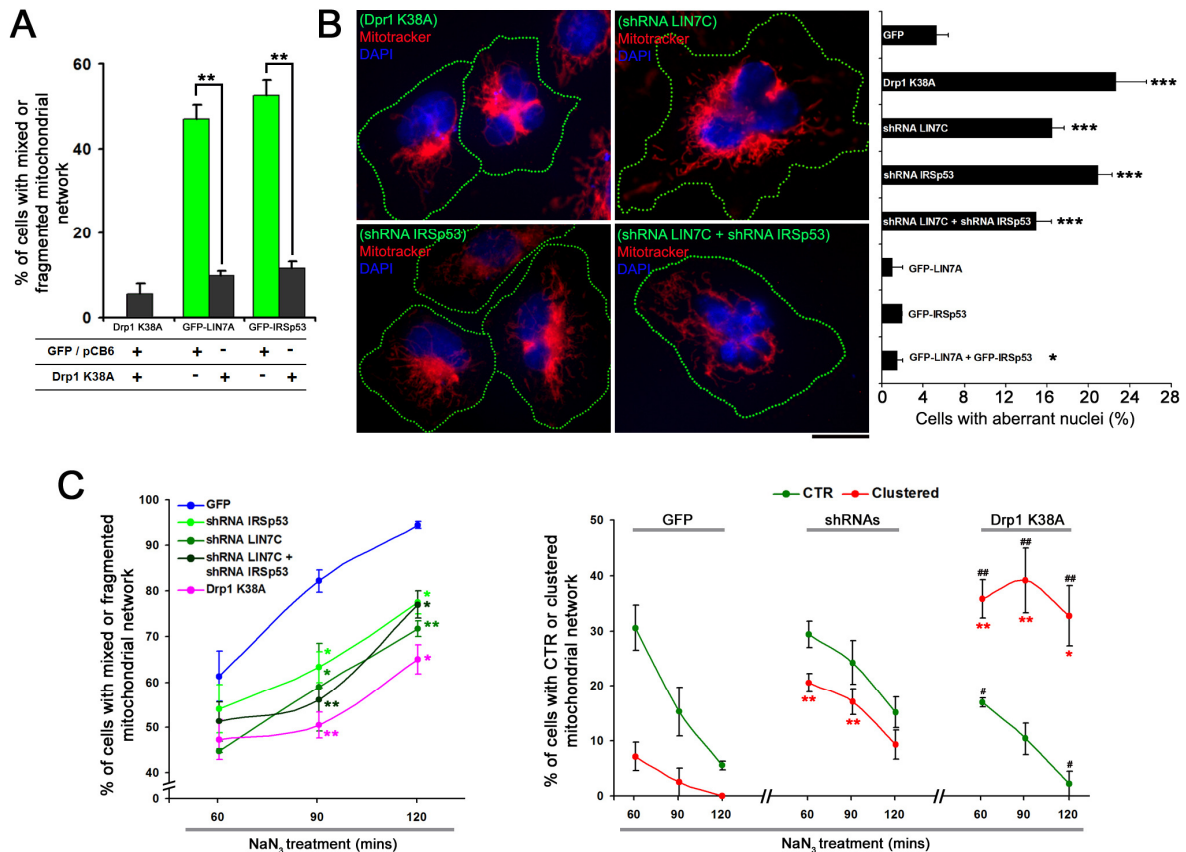 A
% of cells with mixed or
fragmented mitochondrial
network
60
40
20
0
**
**
Drp1 K38A GFP-LIN7A GFP-IRSp53
GFP / pCB6 + + - + -
Drp1 K38A + - + - +
B
(Dpr1 K38A)
Mitotracker
DAPI
(shRNA LIN7C)
Mitotracker
DAPI
(shRNA IRSp53)
Mitotracker
DAPI
(shRNA LIN7C + shRNA IRSp53)
Mitotracker
DAPI
GFP
Drp1 K38A ***
shRNA LIN7C ***
shRNA IRSp53 ***
shRNA LIN7C + shRNA IRSp53 ***
GFP-LIN7A
GFP-IRSp53
GFP-LIN7A + GFP-IRSp53 *
0 4 8 12 16 20 24 28
Cells with aberrant nuclei (%)
C
% of cells with mixed or fragmented
mitochondrial network
100
90
80
70
60
50
40
0
GFP
shRNA IRSp53
shRNA LIN7C
shRNA LIN7C +
shRNA IRSp53
Drp1 K38A
*
*
**
**
*
*
**
*
60 90 120
NaN3 treatment (mins)
CTR Clustered
GFP shRNAs Drp1 K38A
% of cells with CTR or clustered
mitochondrial network
50
40
30
20
10
0
** **
## ## ##
** ** *
# #
60 90 120 60 90 120 60 90 120
NaN3 treatment (mins)